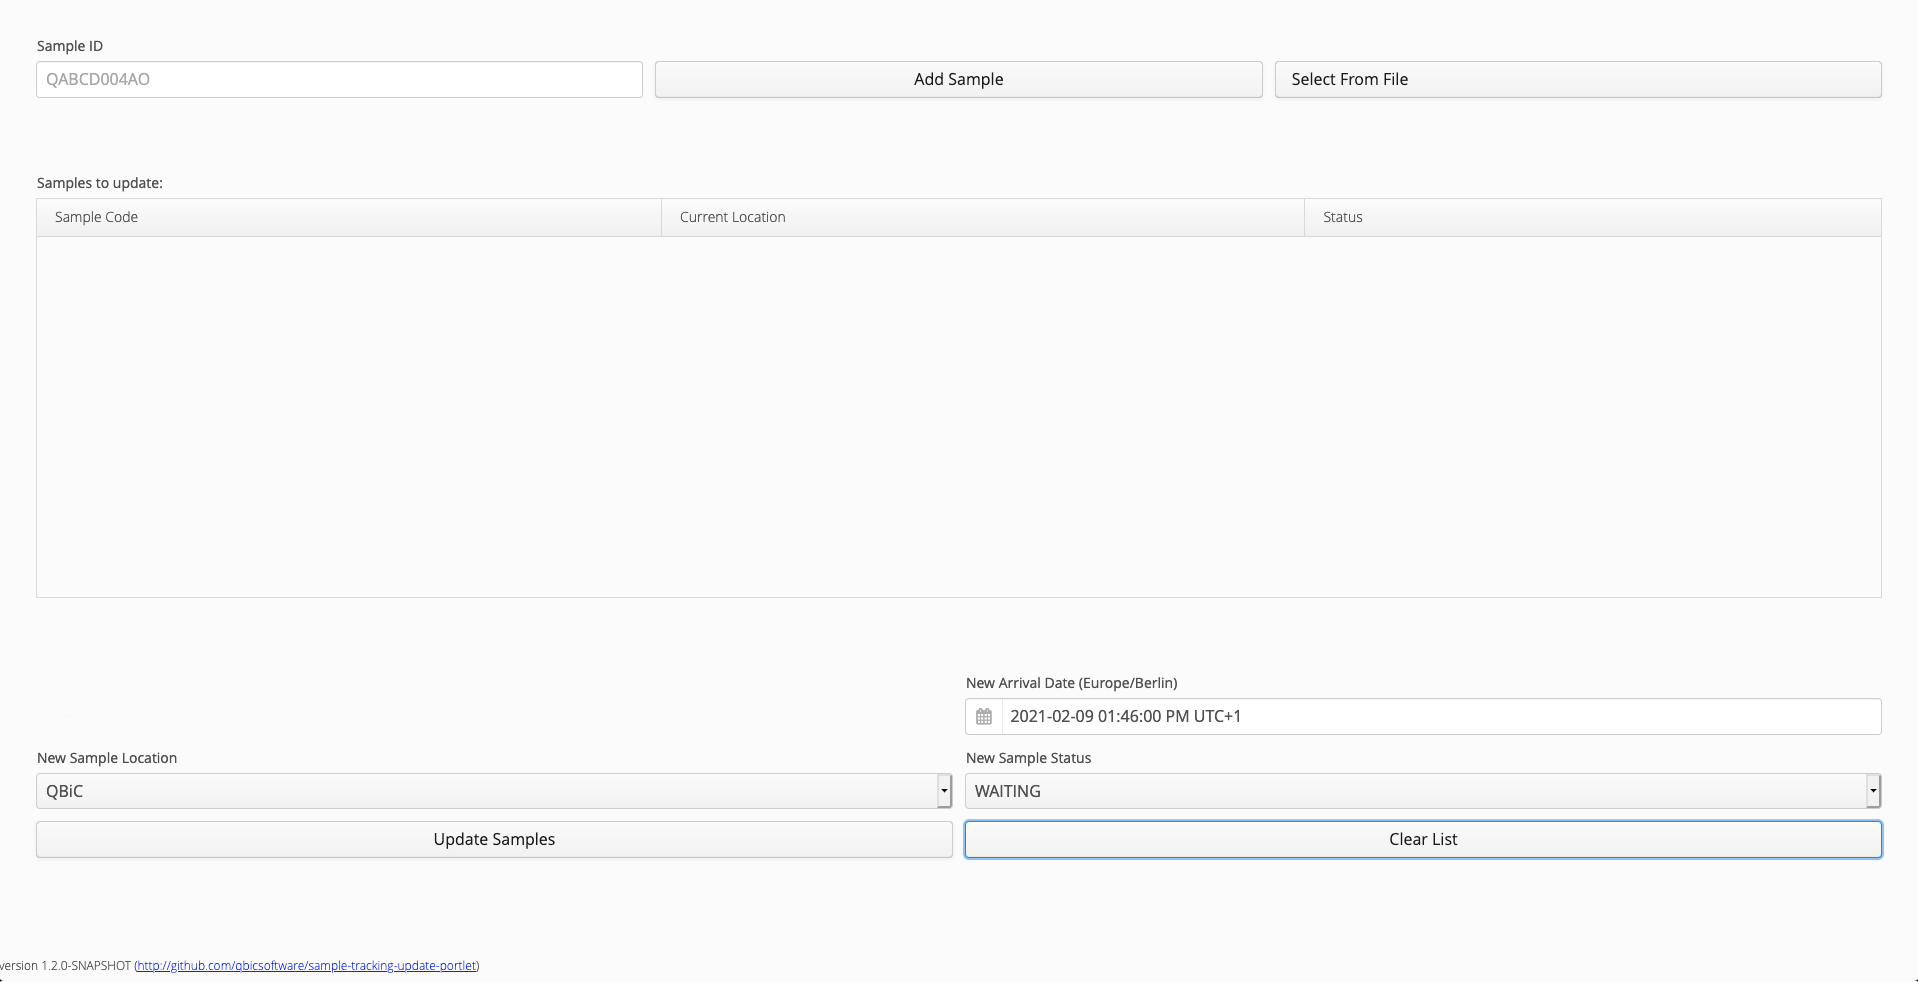 Sample ID
QABCD004AO
Add Sample
Select From File
Samples to update:
Sample Code
Current Location
Status
New Arrival Date (Europe/Berlin)
2021-02-09 01:46:00 PM UTC+1
New Sample Location
New Sample Status
QBiC
WAITING
Update Samples
Clear List
version 1.2.0-SNAPSHOT (http://github.com/qbicsoftware/sample-tracking-update-portlet)